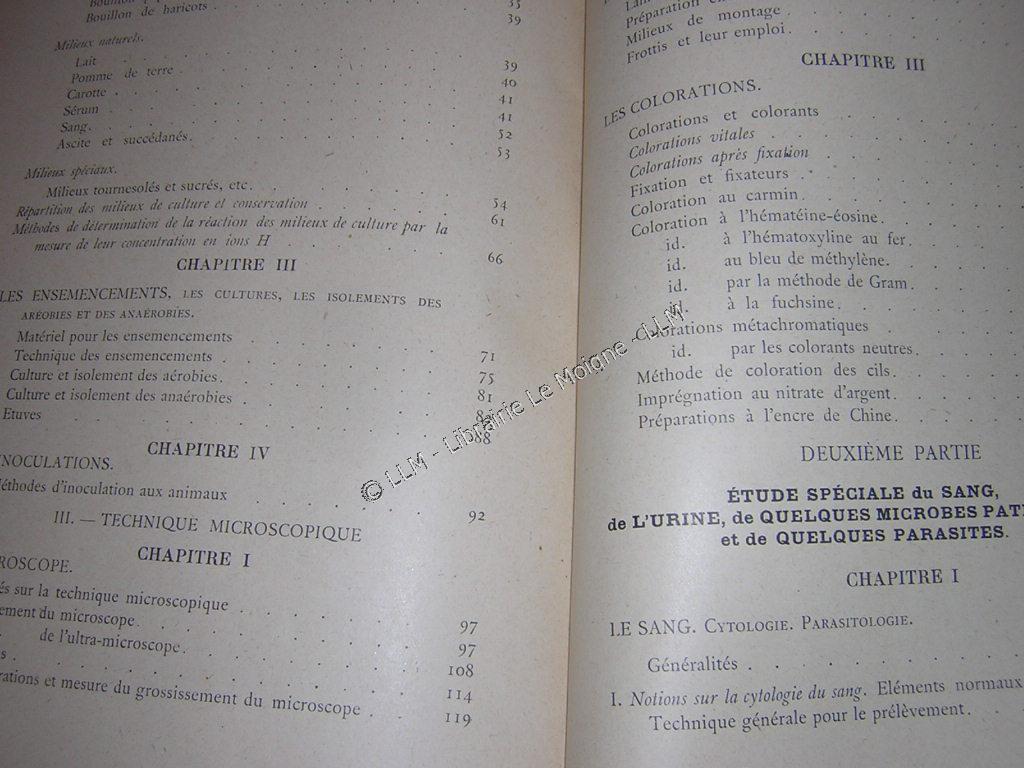 Bouillon de haricots . 35
39
Milieux naturels.
Lait . 39
Pomme de terre . 40
Carotte . 41
Sérum . 41
Sang. 52
Ascite et succédanés. 53
Milieux spéciaux.
Milieux tournesolés et sucrés, etc. 54
Répartition des milieux de culture et conservation . 61
Méthodes de détermination de la réaction des milieux de culture par la
mesure de leur concentration en ions H . 66
CHAPITRE III
LES ENSEMENCEMENTS, LES CULTURES, LES ISOLEMENTS DES
AÉROBIES ET DES ANAÉROBIES.
Matériel pour les ensemencements . 71
Technique des ensemencements . 75
Culture et isolement des aérobies. 81
Culture et isolement des anaérobies .
Etuves . 88
CHAPITRE IV
INOCULATIONS.
Méthodes d'inoculation aux animaux . 92
III. — TECHNIQUE MICROSCOPIQUE
CHAPITRE I
ROSCOPE.
és sur la technique microscopique . 97
ement du microscope. 97
de l'ultra-microscope. 108
s . 114
rations et mesure du grossissement du microscope . 119
Préparation
Milieux de montage .
Frottis et leur emploi.
CHAPITRE III
LES COLORATIONS.
Colorations et colorants
Colorations vitales
Colorations après fixation
Fixation et fixateurs
Coloration au carmin .
Coloration à l'hématéine-éosine.
id. à l'hématoxyline au fer.
id. au bleu de méthylène.
id. par la méthode de Gram.
id. à la fuchsine.
Colorations métachromatiques
id. par les colorants neutres.
Méthode de coloration des cils.
Imprégnation au nitrate d'argent.
Préparations à l'encre de Chine.
DEUXIÈME PARTIE
ÉTUDE SPÉCIALE du SANG,
de L'URINE, de QUELQUES MICROBES PAT
et de QUELQUES PARASITES.
CHAPITRE I
LE SANG. CYTOLOGIE. PARASITOLOGIE.
Généralités .
I. Notions sur la cytologie du sang. Eléments normaux
Technique générale pour le prélèvement.
© LLM - Librairie Le Moigne - LLM